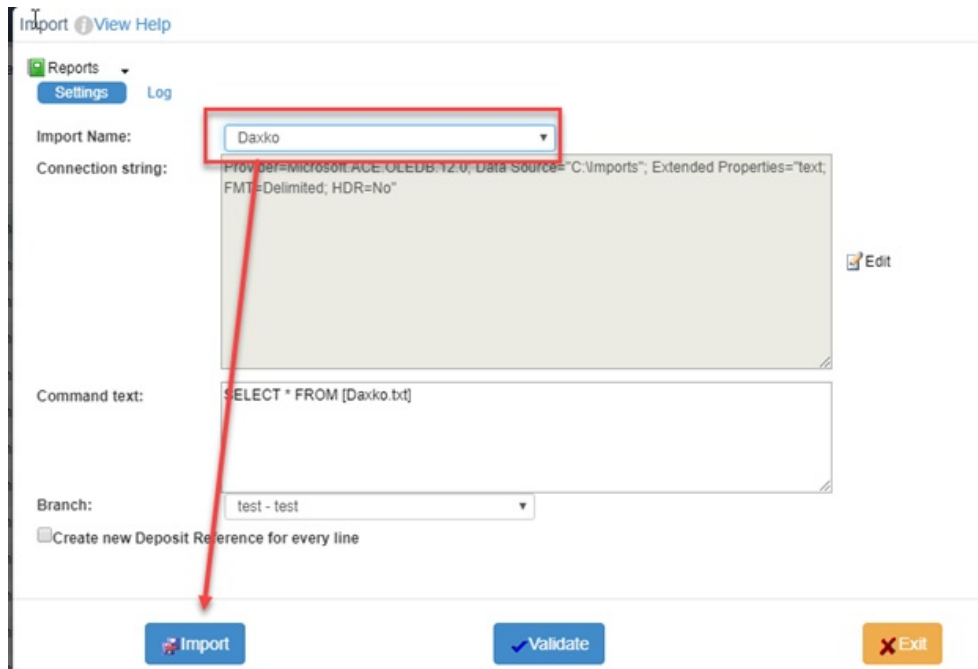 Import View Help
Reports
Settings Log
Import Name: Daxko
Connection string: Provider=Microsoft.ACE.OLEDB.12.0; Data Source="C:\Imports"; Extended Properties="text;
FMT=Delimited; HDR=No"
Edit
Command text: SELECT * FROM [Daxko.txt]
Branch: test - test
Create new Deposit Reference for every line
Import Validate Exit